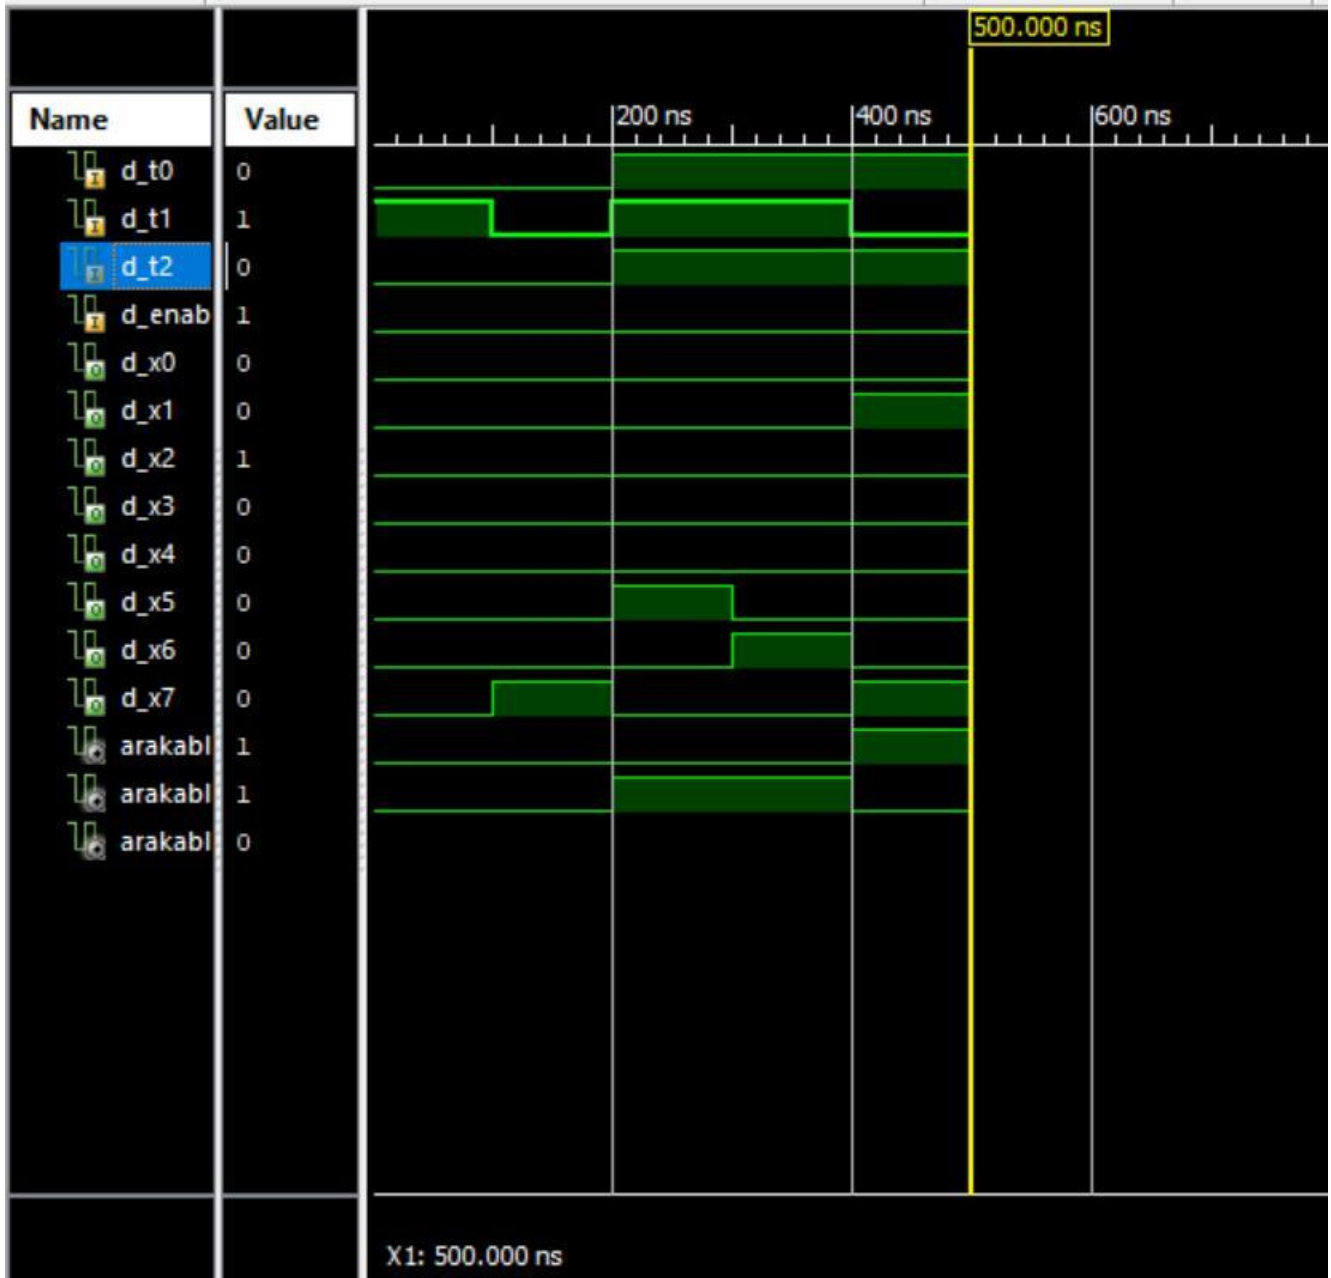 500.000 ns
Name Value
200 ns 400 ns 600 ns
d_t0 0
d_t1 1
d_t2 0
d_enab 1
d_x0 0
d_x1 0
d_x2 1
d_x3 0
d_x4 0
d_x5 0
d_x6 0
d_x7 0
arakabl 1
arakabl 1
arakabl 0
X1: 500.000 ns